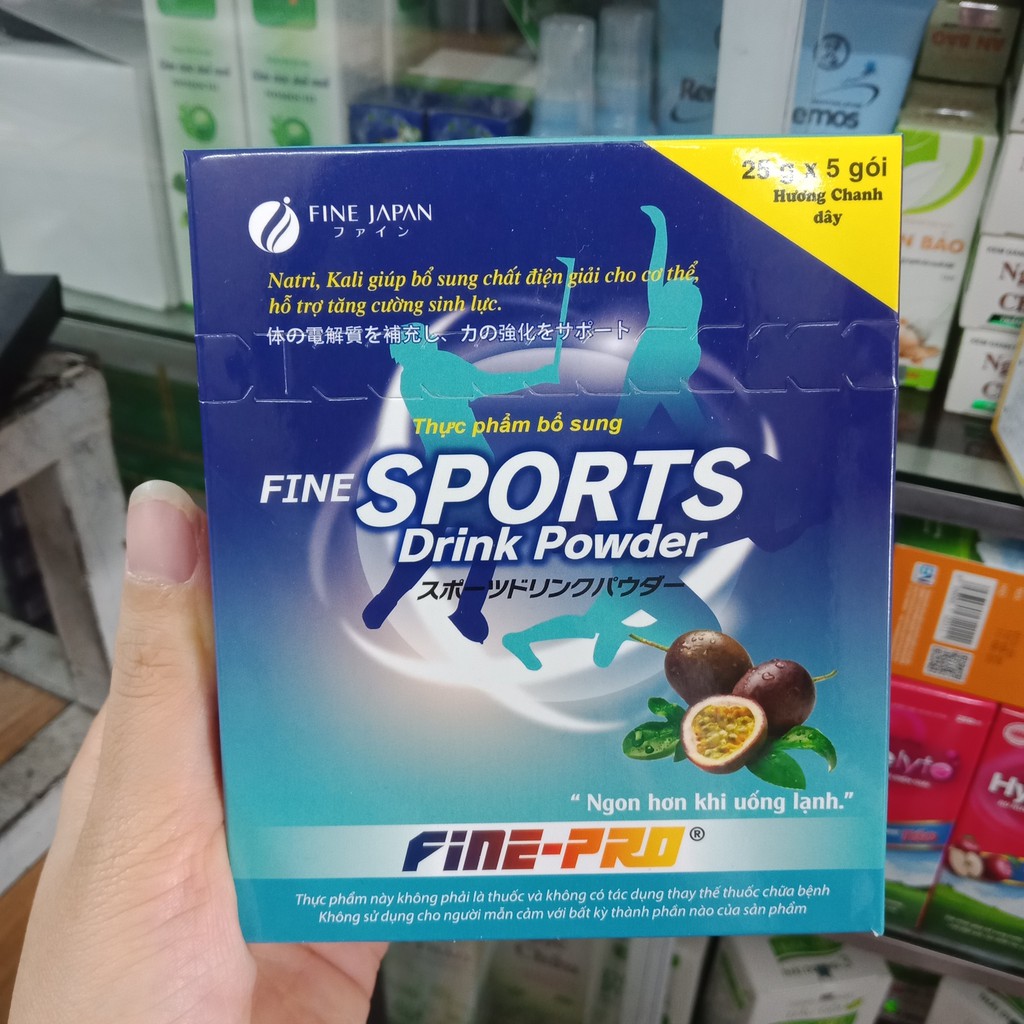 25 g x 5 gói
Hương Chanh
dây
FINE JAPAN
ファイン
Natri, Kali giúp bổ sung chất điện giải cho cơ thể,
hỗ trợ tăng cường sinh lực.
体の電解質を補充し、力の強化をサポート
Thực phẩm bổ sung
FINE SPORTS
Drink Powder
スポーツドリンクパウダー
“ Ngon hơn khi uống lạnh.”
FINE-PRO®
Thực phẩm này không phải là thuốc và không có tác dụng thay thế thuốc chữa bệnh
Không sử dụng cho người mẫn cảm với bất kỳ thành phần nào của sản phẩm
emos
AN BẢO
N BẢO